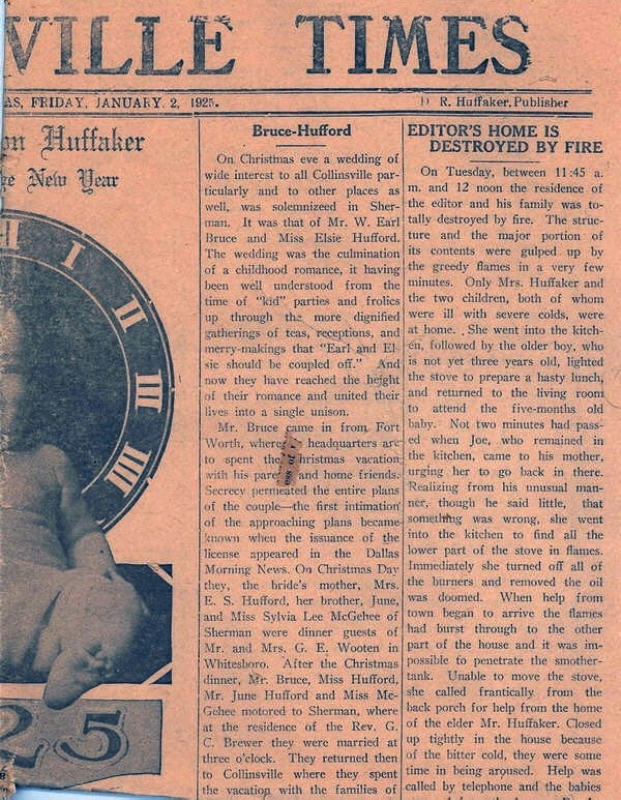 VILLE TIMES
AS, FRIDAY, JANUARY 2, 1925.
R. Huffaker, Publisher
on Huffaker
New Year
I
II
III
IIII
25
Bruce-Hufford
On Christmas eve a wedding of
wide interest to all Collinsville par-
ticularly and to other places as
well, was solemnizeed in Sher-
man. It was that of Mr. W. Earl
Bruce and Miss Elsie Hufford.
The wedding was the culmination
of a childhood romance, it having
been well understood from the
time of "kid" parties and frolics
up through the more dignified
gatherings of teas, receptions, and
merry-makings that "Earl and El-
sie should be coupled off." And
now they have reached the height
of their romance and united their
lives into a single unison.
Mr. Bruce came in from Fort
Worth, where headquarters are
to spent the Christmas vacation
with his and home friends.
Secrecy permeated the entire plans
of the couple—the first intimation
of the approaching plans became
known when the issuance of the
license appeared in the Dallas
Morning News. On Christmas Day
they, the bride's mother, Mrs.
E. S. Hufford, her brother, June,
and Miss Sylvia Lee McGehee of
Sherman were dinner guests of
Mr. and Mrs. G. E. Wooten in
Whitesboro. After the Christmas
dinner, Mr. Bruce, Miss Hufford,
Mr. June Hufford and Miss Mc-
Gehee motored to Sherman, where
at the residence of the Rev. G.
C. Brewer they were married at
three o'clock. They returned then
to Collinsville where they spent
the vacation with the families of
EDITOR'S HOME IS
DESTROYED BY FIRE
On Tuesday, between 11:45 a.
m. and 12 noon the residence of
the editor and his family was to-
tally destroyed by fire. The struc-
ture and the major portion of
its contents were gulped up by
the greedy flames in a very few
minutes. Only Mrs. Huffaker and
the two children, both of whom
were ill with severe colds, were
at home. She went into the kitch-
en, followed by the older boy, who
is not yet three years old, lighted
the stove to prepare a hasty lunch,
and returned to the living room
to attend the five-months old
baby. Not two minutes had pass-
ed when Joe, who remained in
the kitchen, came to his mother,
urging her to go back in there.
Realizing from his unusual man-
ner, though he said little, that
something was wrong, she went
into the kitchen to find all the
lower part of the stove in flames.
Immediately she turned off all of
the burners and removed the oil
was doomed. When help from
town began to arrive the flames
had burst through to the other
part of the house and it was im-
possible to penetrate the smother-
tank. Unable to move the stove,
she called frantically from the
back porch for help from the home
of the elder Mr. Huffaker. Closed
up tightly in the house because
of the bitter cold, they were some
time in being aroused. Help was
called by telephone and the babies